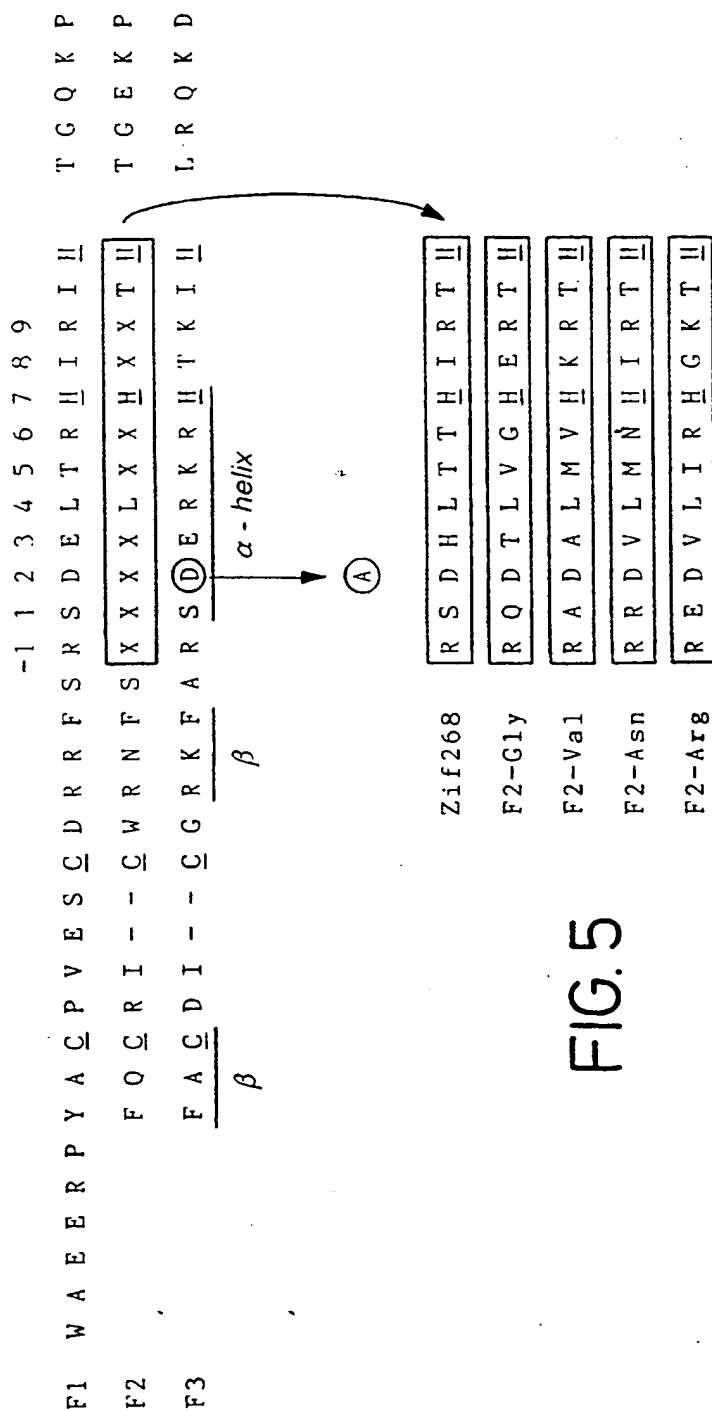 -1 1 2 3 4 5 6 7 8 9
F1 W A E E R P Y A C P V E S C D R R F S R S D E L T R H I R I H T G Q K P
F2 F Q C R I - - C W R N F S X X X X L X X H X X T H T G E K P
F3 F A C D I - - C G R K F A R S D E R K R H T K I H L R Q K D
β β α - helix
A
Zif268 R S D H L T T H I R T H
F2-Gly R Q D T L V G H E R T H
F2-Val R A D A L M V H K R T H
F2-Asn R R D V L M N H I R T H
F2-Arg R E D V L I R H G K T H
FIG. 5